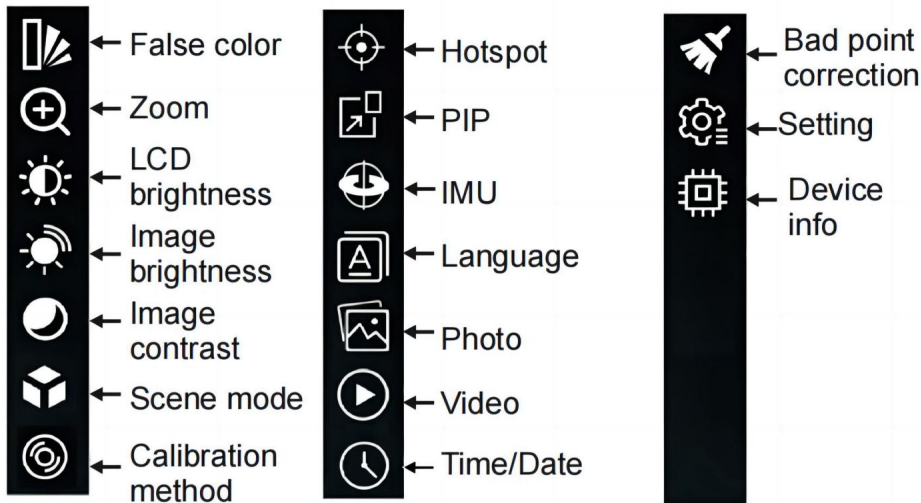 False color
Zoom
LCD
brightness
Image
brightness
Image
contrast
Scene mode
Calibration
method
Hotspot
PIP
IMU
A
Language
Photo
Video
Time/Date
Bad point
correction
Setting
Device
info